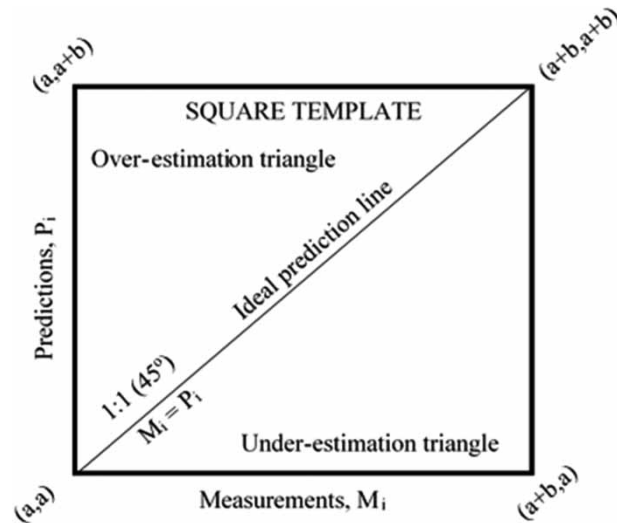 (a,a+b)
(a+b,a+b)
SQUARE TEMPLATE
Over-estimation triangle
Ideal prediction line
Predictions, Pᵢ
1:1 (45º)
Mᵢ = Pᵢ
Under-estimation triangle
(a,a)
Measurements, Mᵢ
(a+b,a)